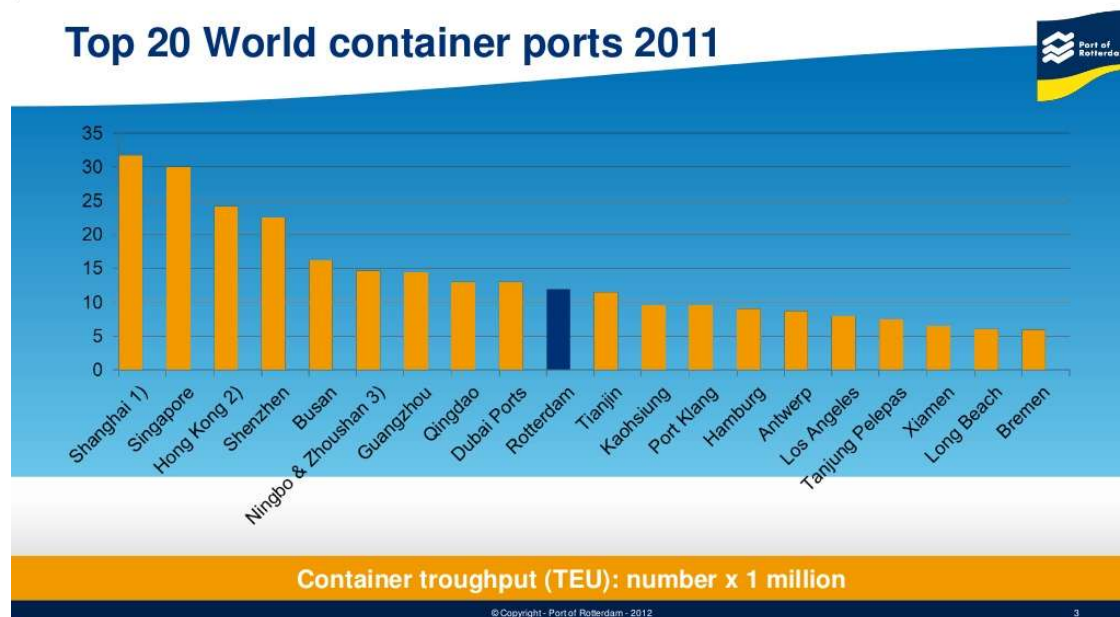 Top 20 World container ports 2011
Port of
35
30
25
20
15
10
5
0
Shanghai 1)
Singapore
Hong Kong 2)
Shenzhen
Busan
Ningbo & Zhoushan 3)
Guangzhou
Qingdao
Dubai Ports
Rotterdam
Tianjin
Kaohsiung
Port Klang
Hamburg
Antwerp
Los Angeles
Tanjung Pelepas
Xiamen
Long Beach
Bremen
Container troughput (TEU): number x 1 million
© Copyright - Port of Rotterdam - 2012
3